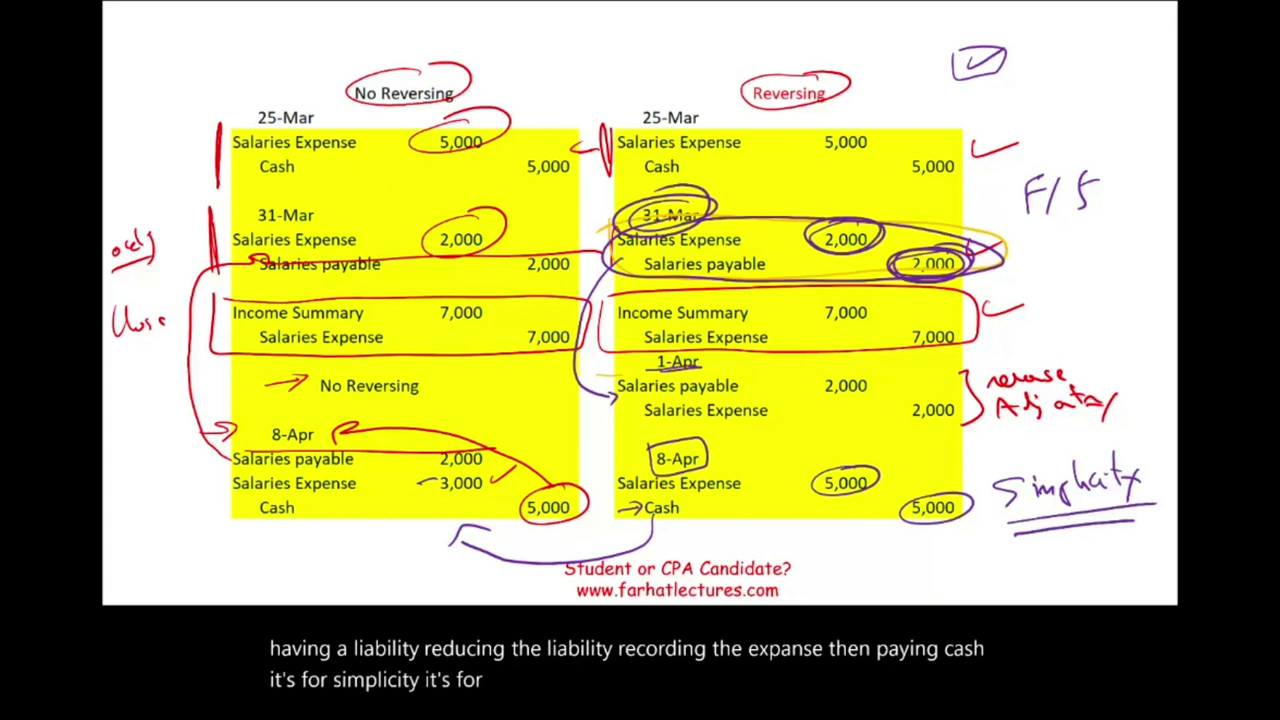 No Reversing
25-Mar
Salaries Expense 5,000
Cash 5,000
31-Mar
Salaries Expense 2,000
Salaries payable 2,000
Income Summary 7,000
Salaries Expense 7,000
No Reversing
8-Apr
Salaries payable 2,000
Salaries Expense 3,000
Cash 5,000
Close
Reversing
25-Mar
Salaries Expense 5,000
Cash 5,000
31-Mar
Salaries Expense 2,000
Salaries payable 2,000
Income Summary 7,000
Salaries Expense 7,000
1-Apr
Salaries payable 2,000
Salaries Expense 2,000
8-Apr
Salaries Expense 5,000
Cash 5,000
F/S
reverse
Simplicity
Student or CPA Candidate?
www.farhatlectures.com
having a liability reducing the liability recording the expanse then paying cash
it's for simplicity it's for